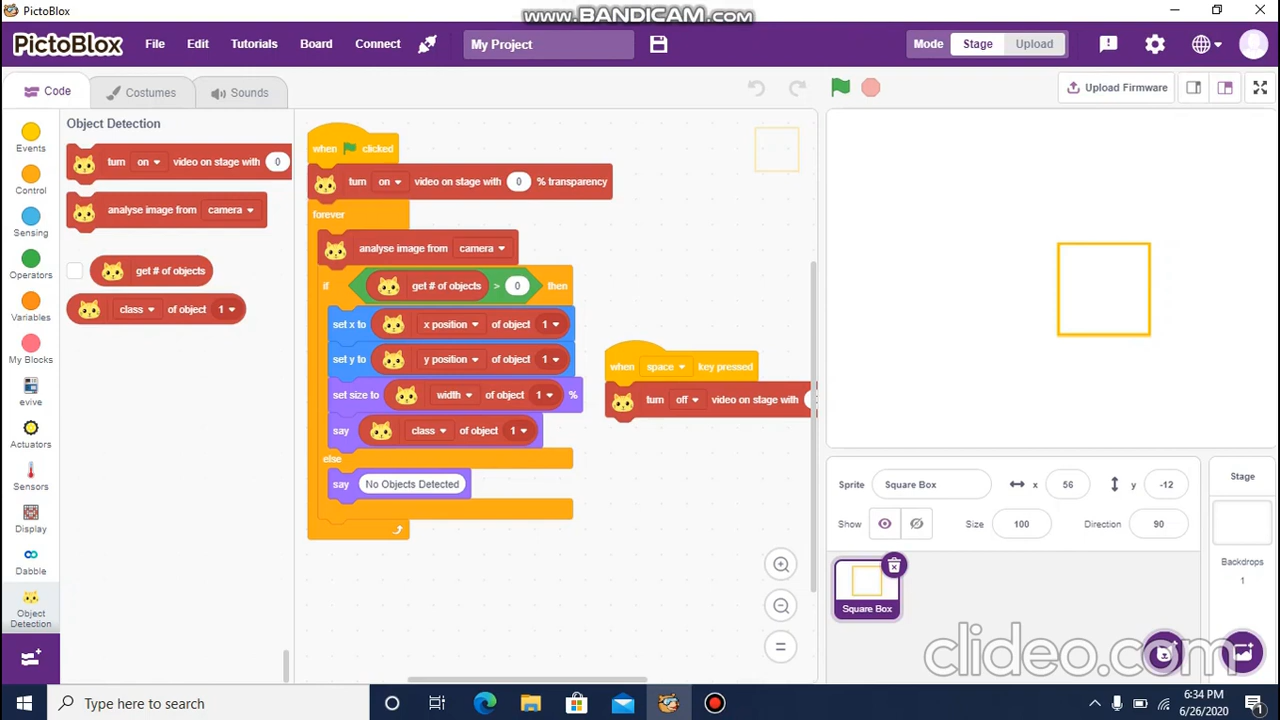 PictoBlox
www.BANDICAM.com
PictoBlox File Edit Tutorials Board Connect My Project Mode Stage Upload
Code Costumes Sounds Upload Firmware
Events
Control
Sensing
Operators
Variables
My Blocks
evive
Actuators
Sensors
Display
Dabble
Object
Detection
Object Detection
turn on video on stage with 0
analyse image from camera
get # of objects
class of object 1
when clicked
turn on video on stage with 0 % transparency
forever
analyse image from camera
if get # of objects > 0 then
set x to x position of object 1
set y to y position of object 1
set size to width of object 1 %
say class of object 1
else
say No Objects Detected
when space key pressed
turn off video on stage with
Sprite Square Box x 56 y -12
Show Size 100 Direction 90
Square Box
Stage
Backdrops
1
clideo.com
Type here to search
6:34 PM
6/26/2020
1